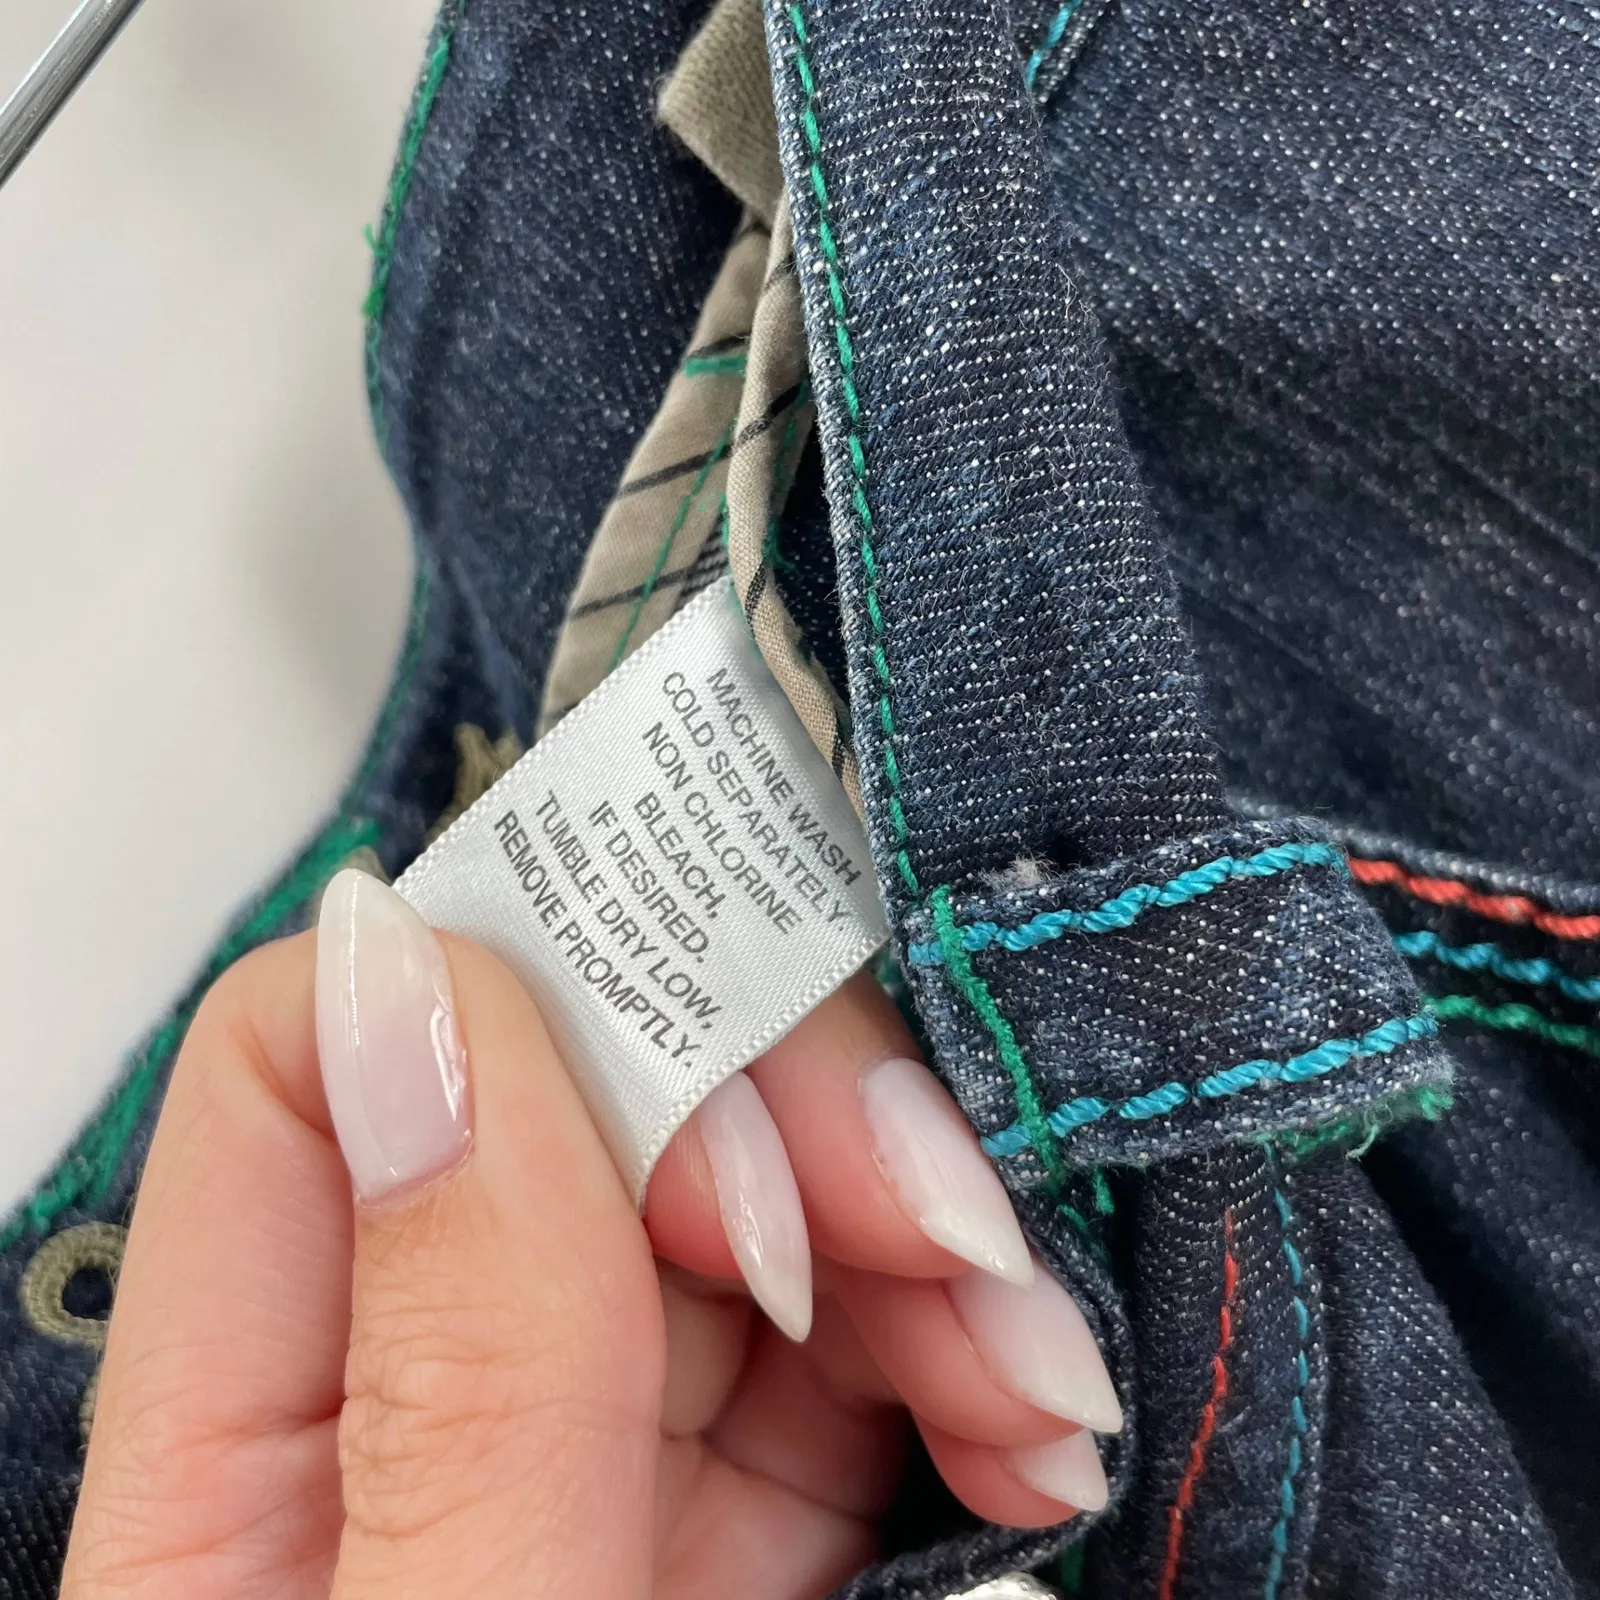 MACHINE WASH
COLD SEPARATELY,
NON CHLORINE
BLEACH,
IF DESIRED.
TUMBLE DRY LOW,
REMOVE PROMPTLY.